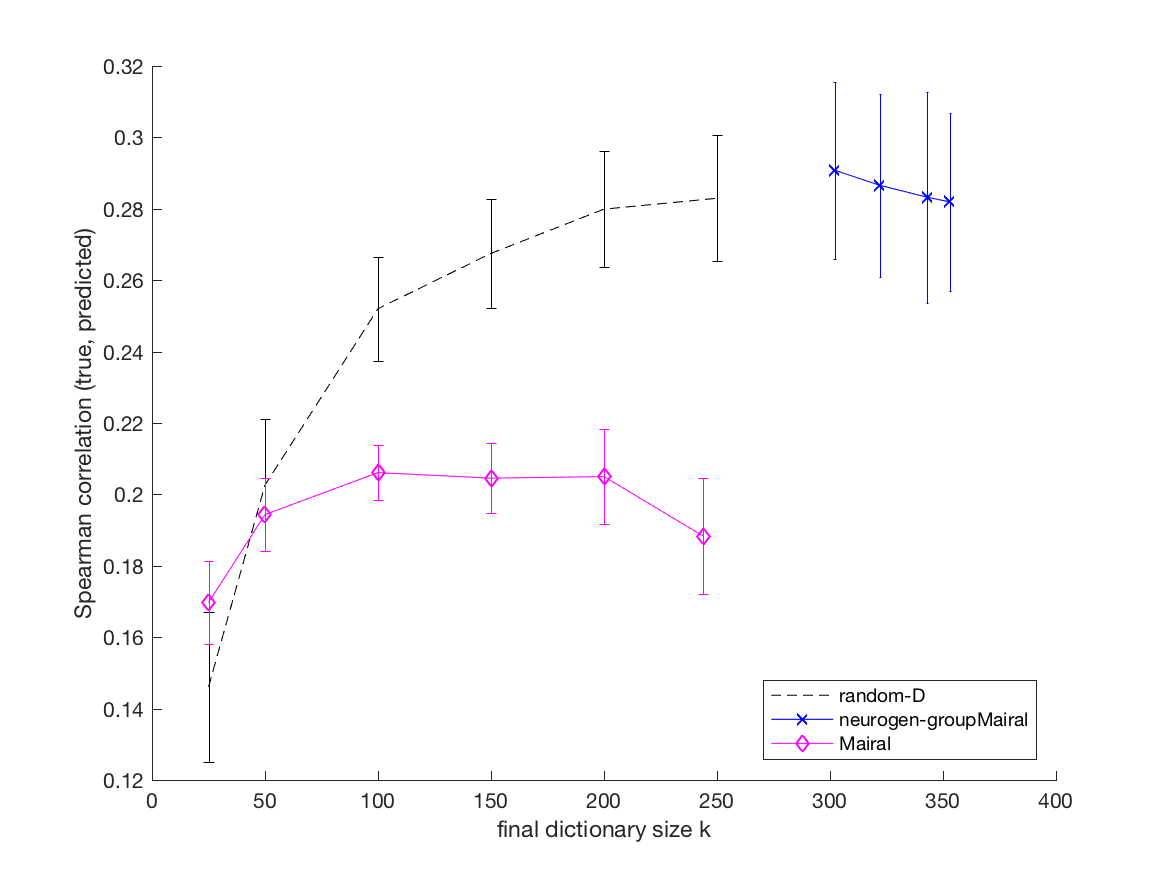 0.32
0.3
0.28
0.26
0.24
0.22
0.2
0.18
0.16
0.14
0.12
Spearman correlation (true, predicted)
random-D
neurogen-groupMairal
Mairal
0 50 100 150 200 250 300 350 400
final dictionary size k